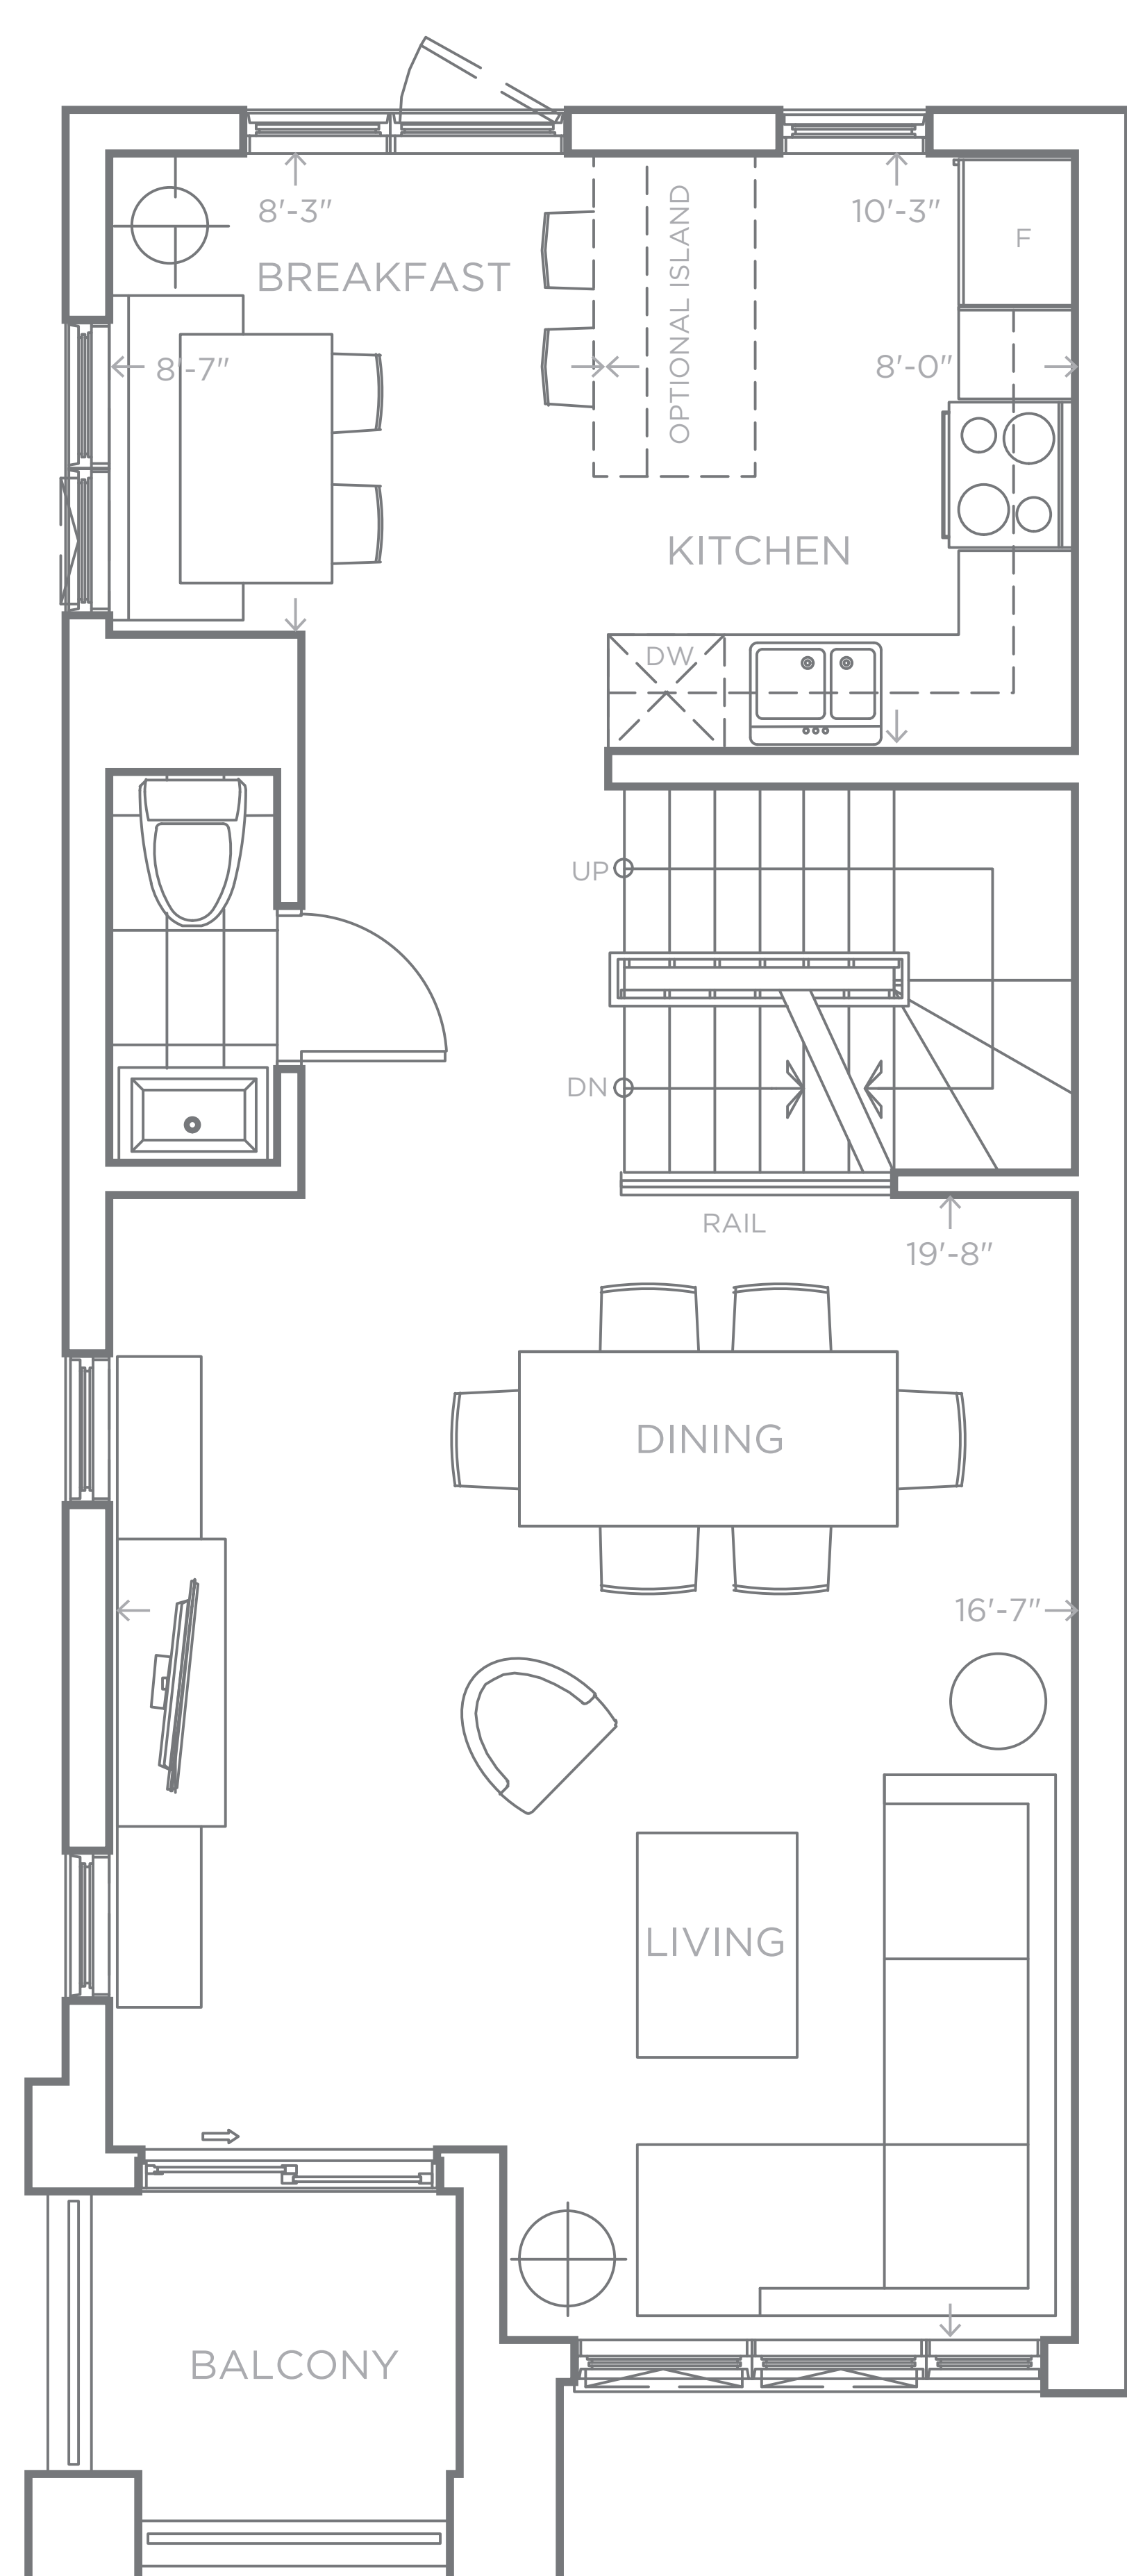 8'-3"
10'-3"
F
BREAKFAST
OPTIONAL ISLAND
8'-7"
8'-0"
KITCHEN
DW
UP
DN
RAIL
19'-8"
DINING
16'-7"
LIVING
BALCONY